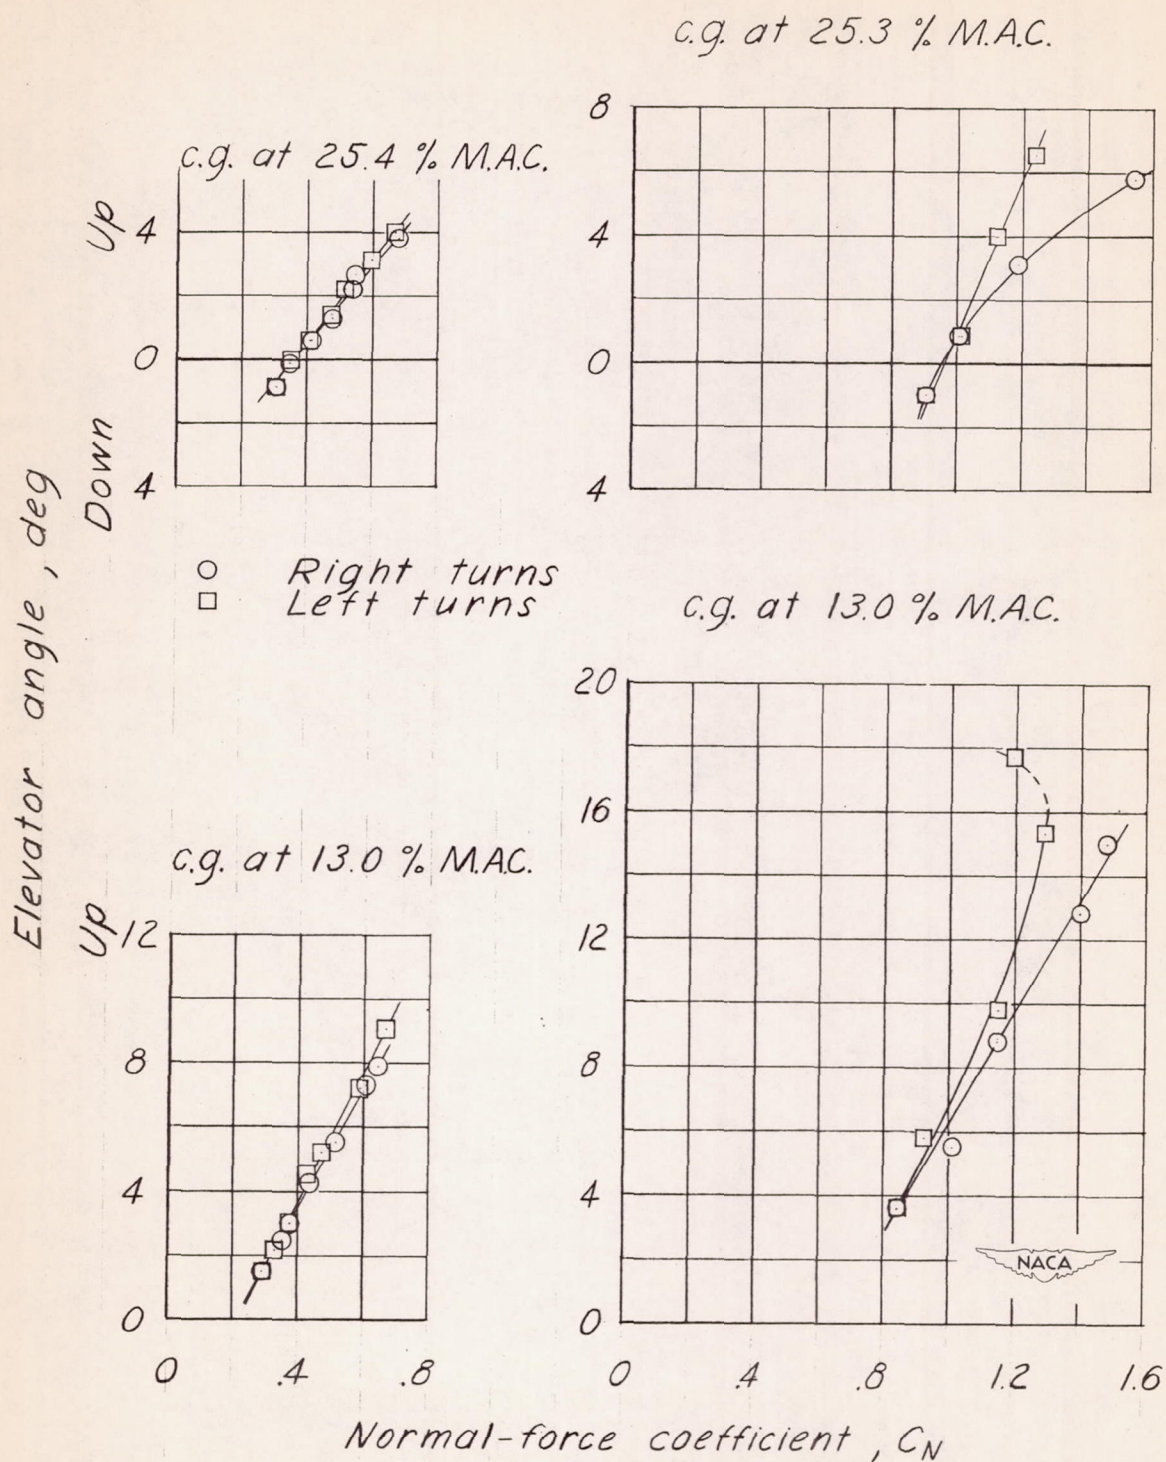 c.g. at 25.3 % M.A.C.
8
4
0
4
c.g. at 25.4 % M.A.C.
Up
4
0
Down
4
Elevator angle, deg
○ Right turns
□ Left turns
c.g. at 13.0 % M.A.C.
20
16
12
8
4
0
NACA
c.g. at 13.0 % M.A.C.
Up
12
8
4
0
0 .4 .8
0 .4 .8 1.2 1.6
Normal-force coefficient, CN